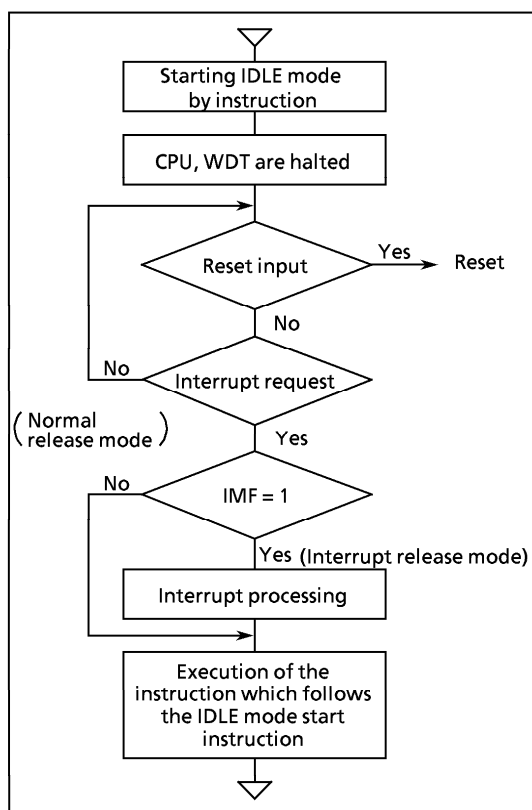 Starting IDLE mode
by instruction
CPU, WDT are halted
Reset input
Yes
Reset
No
Interrupt request
No
(Normal
release mode)
Yes
IMF = 1
No
Yes (Interrupt release mode)
Interrupt processing
Execution of the
instruction which follows
the IDLE mode start
instruction